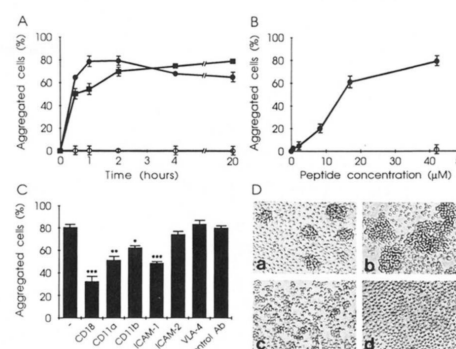 A
B
Aggregated cells (%)
100
80
60
40
20
0
0
1
2
4
20
Time (hours)
Aggregated cells (%)
100
80
60
40
20
0
0
10
20
30
40
Peptide concentration (μM)
C
D
Aggregated cells (%)
100
80
60
40
20
0
***
**
*
***
-
CD18
CD11a
CD11b
ICAM-1
ICAM-2
VLA-4
Control Ab
a
b
c
d